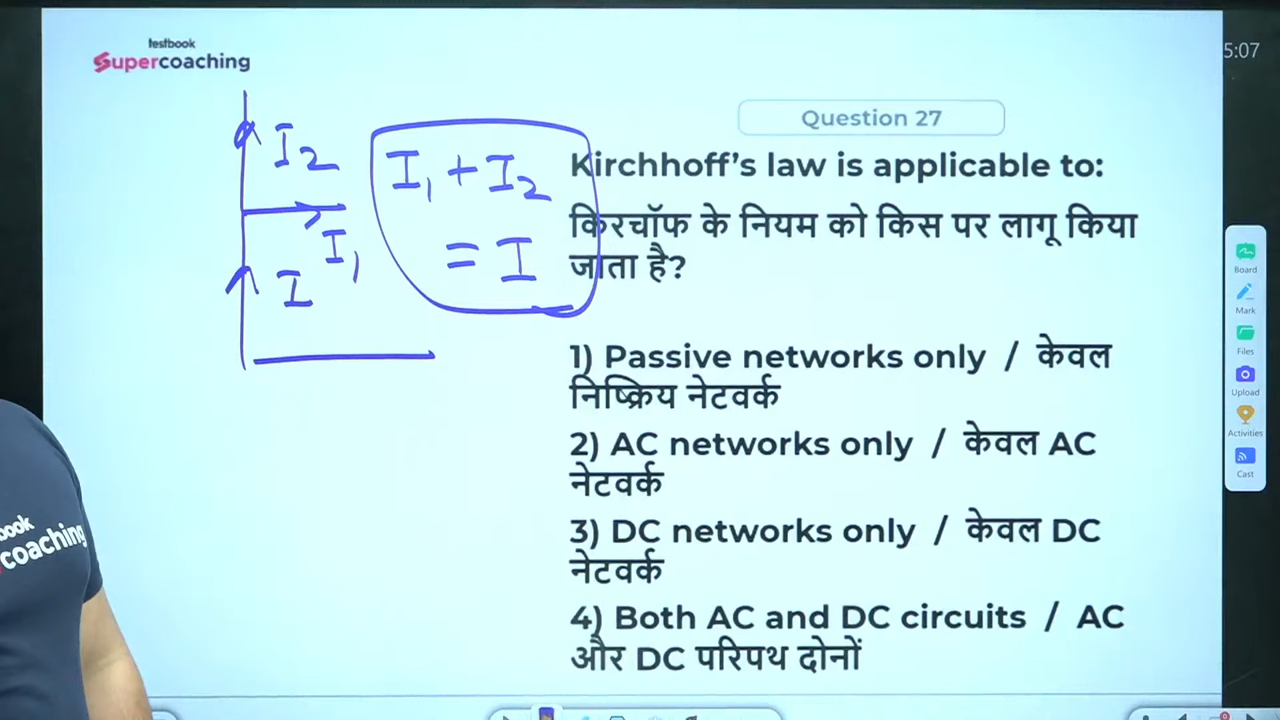 testbook
Supercoaching
5:07
I2
I1 + I2
= I
I1
I
Question 27
Kirchhoff’s law is applicable to:
किरचॉफ के नियम को किस पर लागू किया
जाता है?
1) Passive networks only / केवल
निष्क्रिय नेटवर्क
2) AC networks only / केवल AC
नेटवर्क
3) DC networks only / केवल DC
नेटवर्क
4) Both AC and DC circuits / AC
और DC परिपथ दोनों
Board
Mark
Files
Upload
Activities
Cast
book
coaching